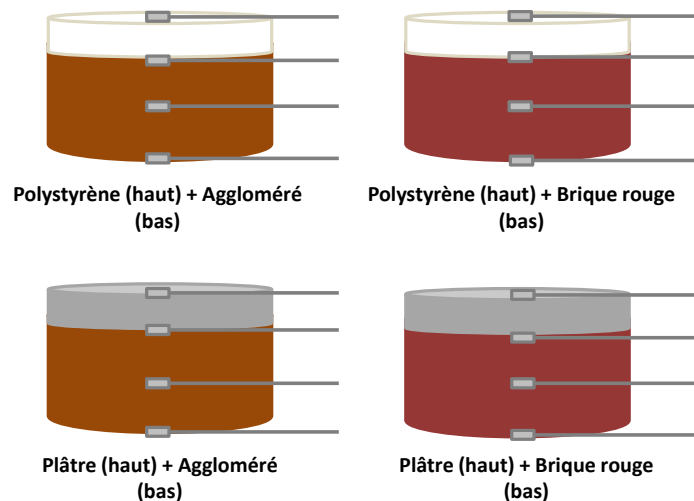 Polystyrène (haut) + Aggloméré
(bas)
Polystyrène (haut) + Brique rouge
(bas)
Plâtre (haut) + Aggloméré
(bas)
Plâtre (haut) + Brique rouge
(bas)